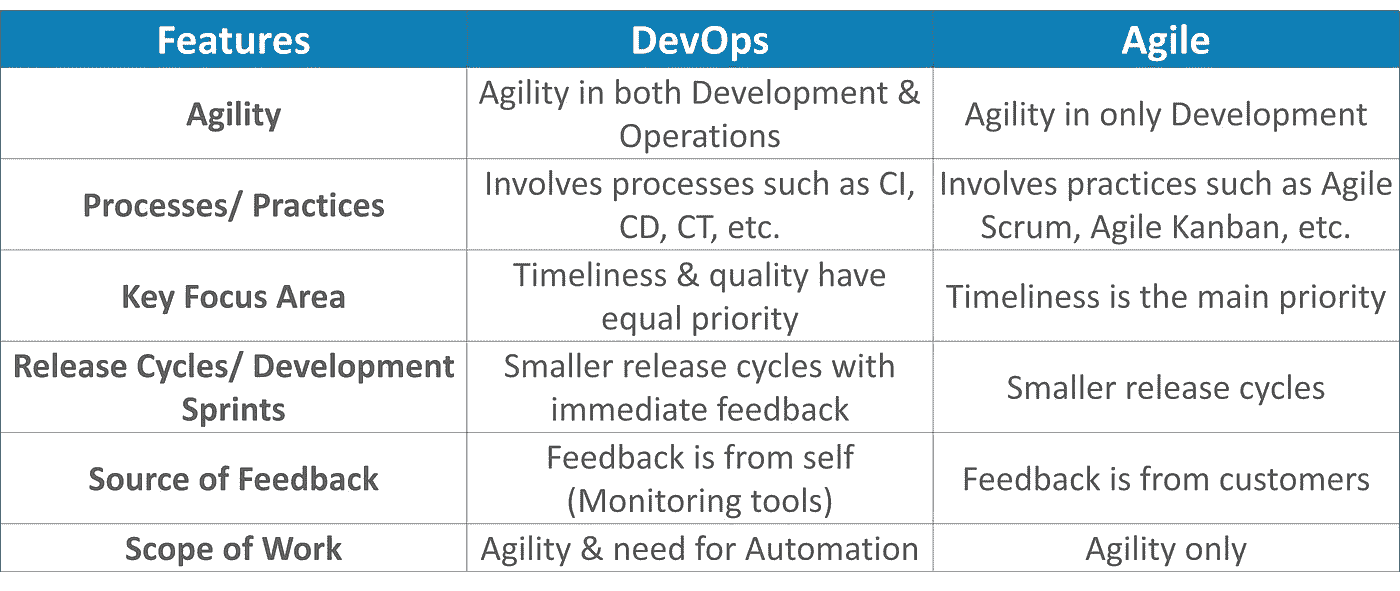 Features DevOps Agile
Agility
Agility in both Development &
Operations
Agility in only Development
Processes/ Practices
Involves processes such as CI,
CD, CT, etc.
Involves practices such as Agile
Scrum, Agile Kanban, etc.
Key Focus Area
Timeliness & quality have
equal priority
Timeliness is the main priority
Release Cycles/ Development
Sprints
Smaller release cycles with
immediate feedback
Smaller release cycles
Source of Feedback
Feedback is from self
(Monitoring tools)
Feedback is from customers
Scope of Work
Agility & need for Automation
Agility only